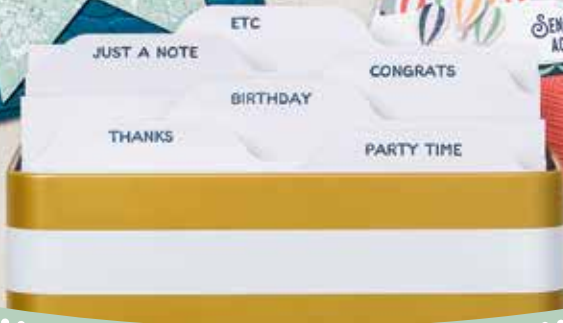 ETC
JUST A NOTE
CONGRATS
BIRTHDAY
THANKS
PARTY TIME